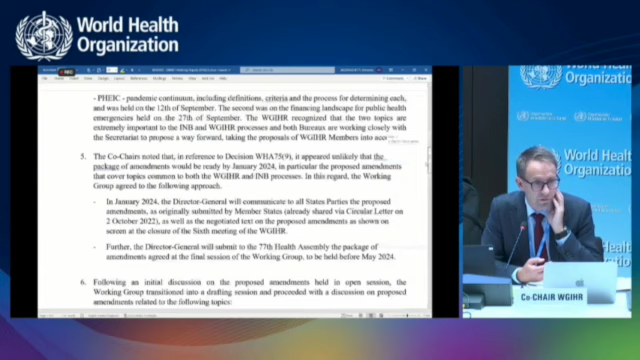 World Health
Organization
- PHEIC - pandemic continuum, including definitions, criteria and the process for determining each,
and was held on the 12th of September. The second was on the financing landscape for public health
emergencies held on the 27th of September. The WGIHR recognized that the two topics are
extremely important to the INB and WGIHR processes and both Bureaux are working closely with
the Secretariat to propose a way forward, taking the proposals of WGIHR Members into
5. The Co-Chairs noted that, in reference to Decision WHA75(9), it appeared unlikely that the
package of amendments would be ready by January 2024, in particular the proposed amendments
that cover topics common to both the WGIHR and INB processes. In this regard, the Working
Group agreed to the following approach.
- In January 2024, the Director-General will communicate to all States Parties the proposed
amendments, as originally submitted by Member States (already shared via Circular Letter on
2 October 2022), as well as the negotiated text on the proposed amendments as shown on
screen at the closure of the Sixth meeting of the WGIHR.
- Further, the Director-General will submit to the 77th Health Assembly the package of
amendments agreed at the final session of the Working Group, to be held before May 2024.
6. Following an initial discussion on the proposed amendments held in open session, the
Working Group transitioned into a drafting session and proceeded with a discussion on proposed
amendments related to the following topics:
World Health
Organization
World Health
Organization
Co-CHAIR WGIHR